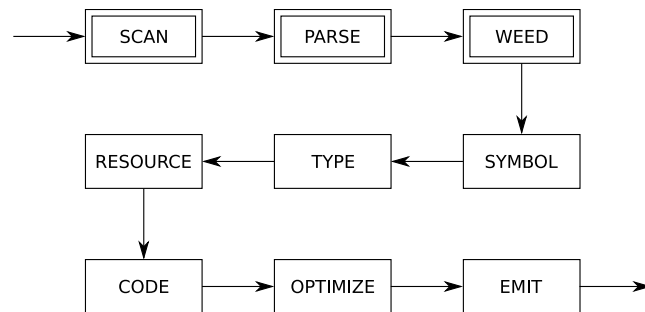 SCAN PARSE WEED
RESOURCE TYPE SYMBOL
CODE OPTIMIZE EMIT